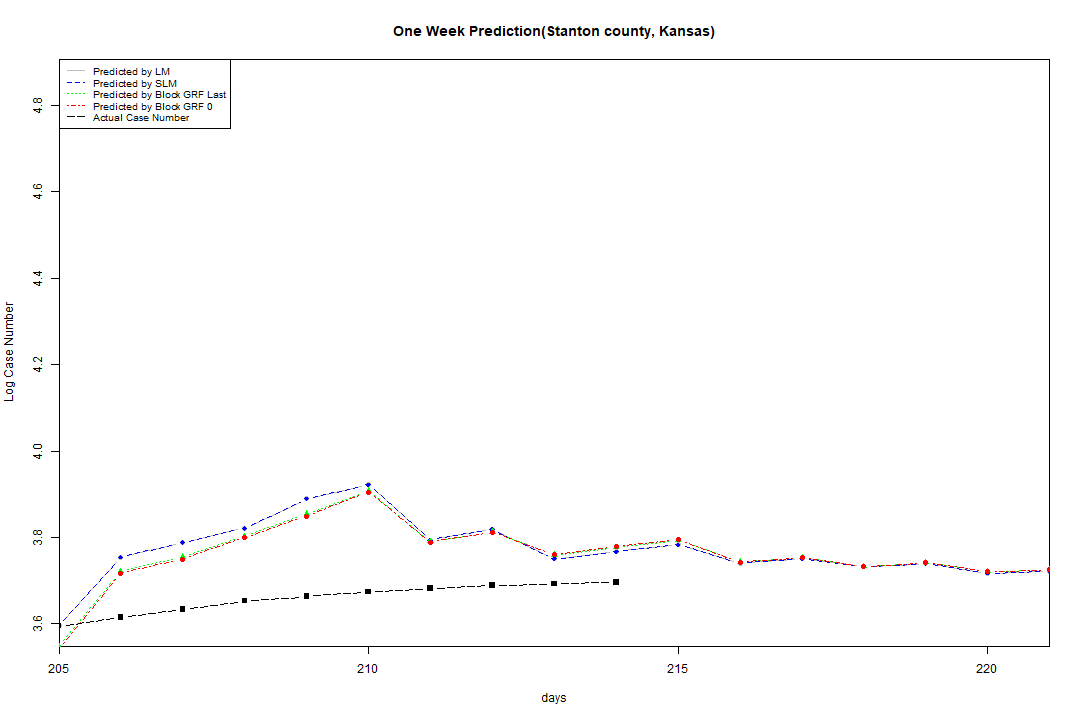 One Week Prediction(Stanton county, Kansas)
Predicted by LM
Predicted by SLM
Predicted by Block GRF Last
Predicted by Block GRF 0
Actual Case Number
4.8
4.6
4.4
4.2
4.0
3.8
3.6
Log Case Number
205 210 215 220
days